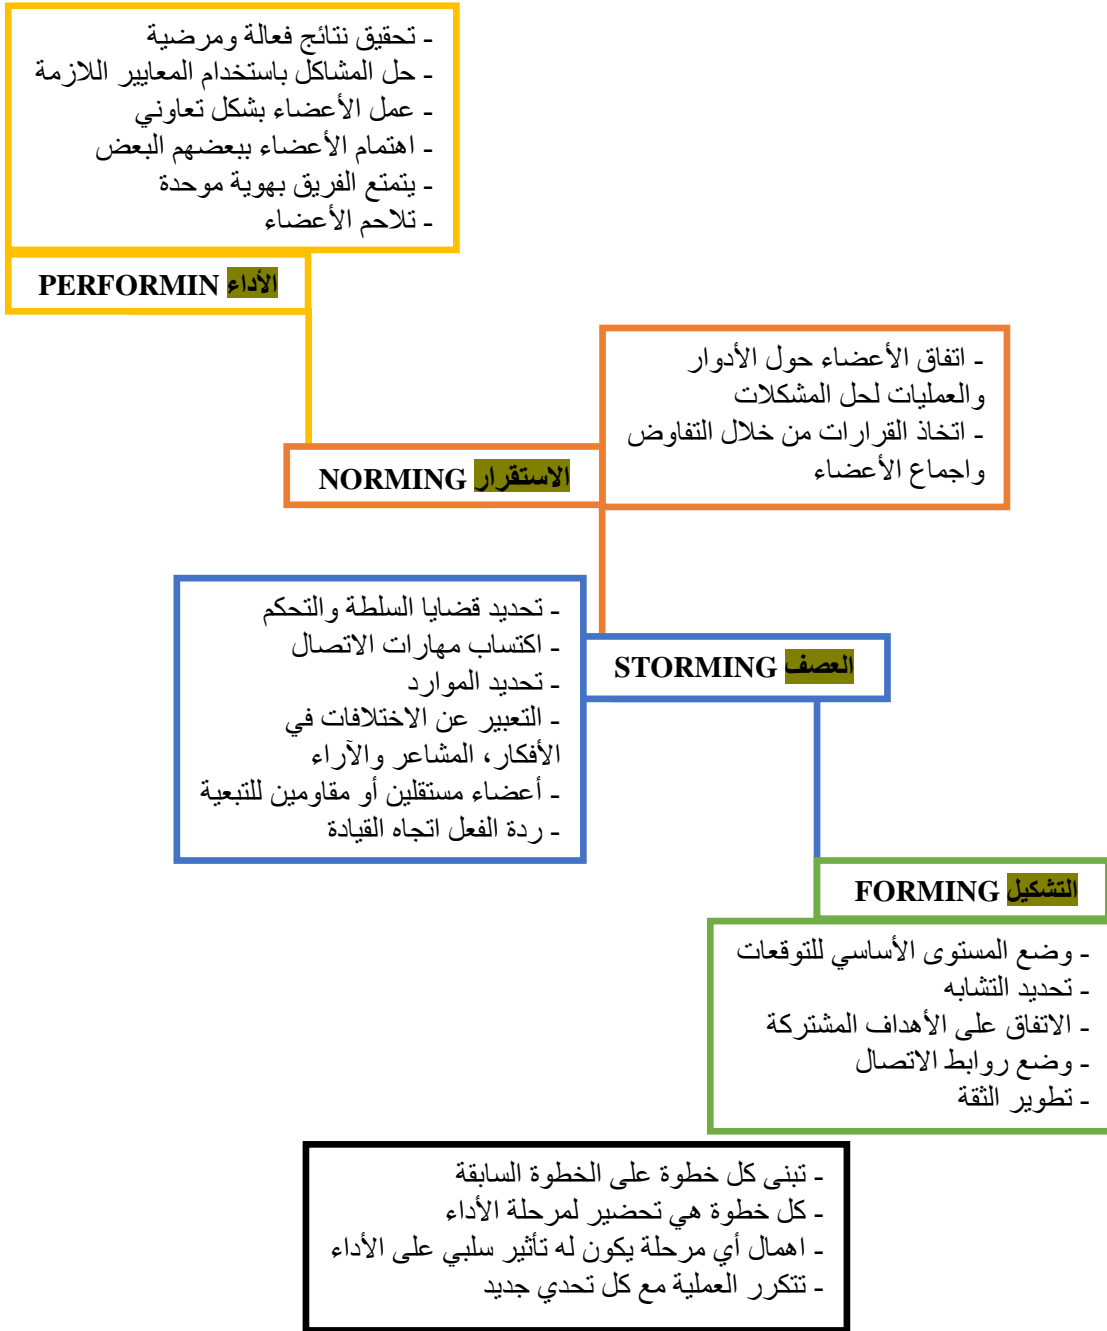 - تحقيق نتائج فعالة ومرضية
- حل المشاكل باستخدام المعايير اللازمة
- عمل الأعضاء بشكل تعاوني
- اهتمام الأعضاء ببعضهم البعض
- يتمتع الفريق بهوية موحدة
- تلاحم الأعضاء
الأداء PERFORMIN
- اتفاق الأعضاء حول الأدوار
والعمليات لحل المشكلات
- اتخاذ القرارات من خلال التفاوض
واجماع الأعضاء
الاستقرار NORMING
- تحديد قضايا السلطة والتحكم
- اكتساب مهارات الاتصال
- تحديد الموارد
- التعبير عن الاختلافات في
الأفكار، المشاعر والآراء
- أعضاء مستقلين أو مقاومين للتبعية
- ردة الفعل اتجاه القيادة
العصف STORMING
التشكيل FORMING
- وضع المستوى الأساسي للتوقعات
- تحديد التشابه
- الاتفاق على الأهداف المشتركة
- وضع روابط الاتصال
- تطوير الثقة
- تبنى كل خطوة على الخطوة السابقة
- كل خطوة هي تحضير لمرحلة الأداء
- اهمال أي مرحلة يكون له تأثير سلبي على الأداء
- تتكرر العملية مع كل تحدي جديد